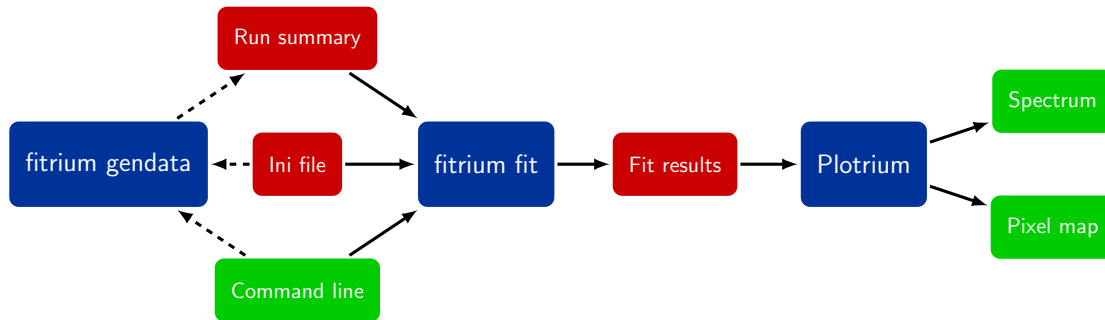 Run summary
Spectrum
fitrium gendata
Ini file
fitrium fit
Fit results
Plotrium
Pixel map
Command line